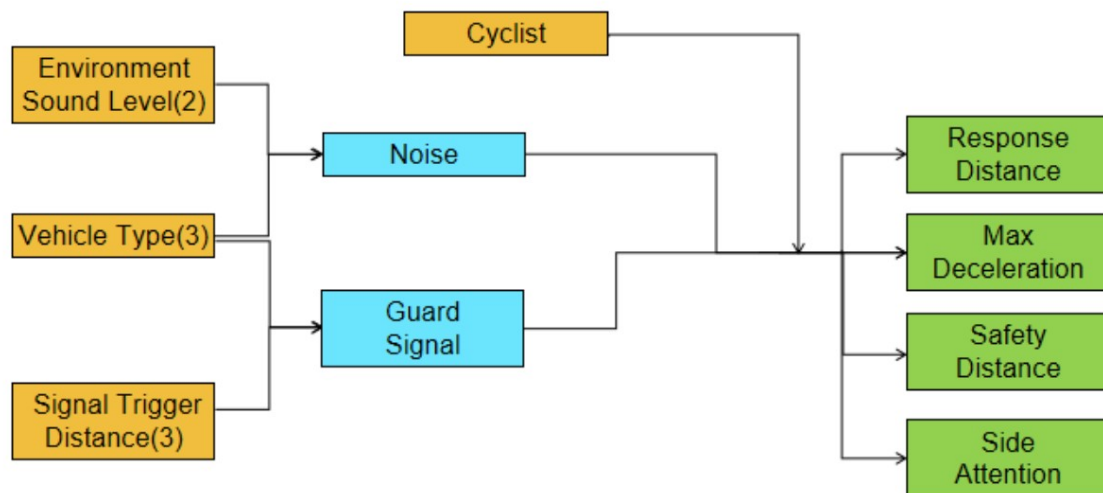 Cyclist
Environment
Sound Level(2)
Noise
Response
Distance
Vehicle Type(3)
Max
Deceleration
Guard
Signal
Safety
Distance
Signal Trigger
Distance(3)
Side
Attention